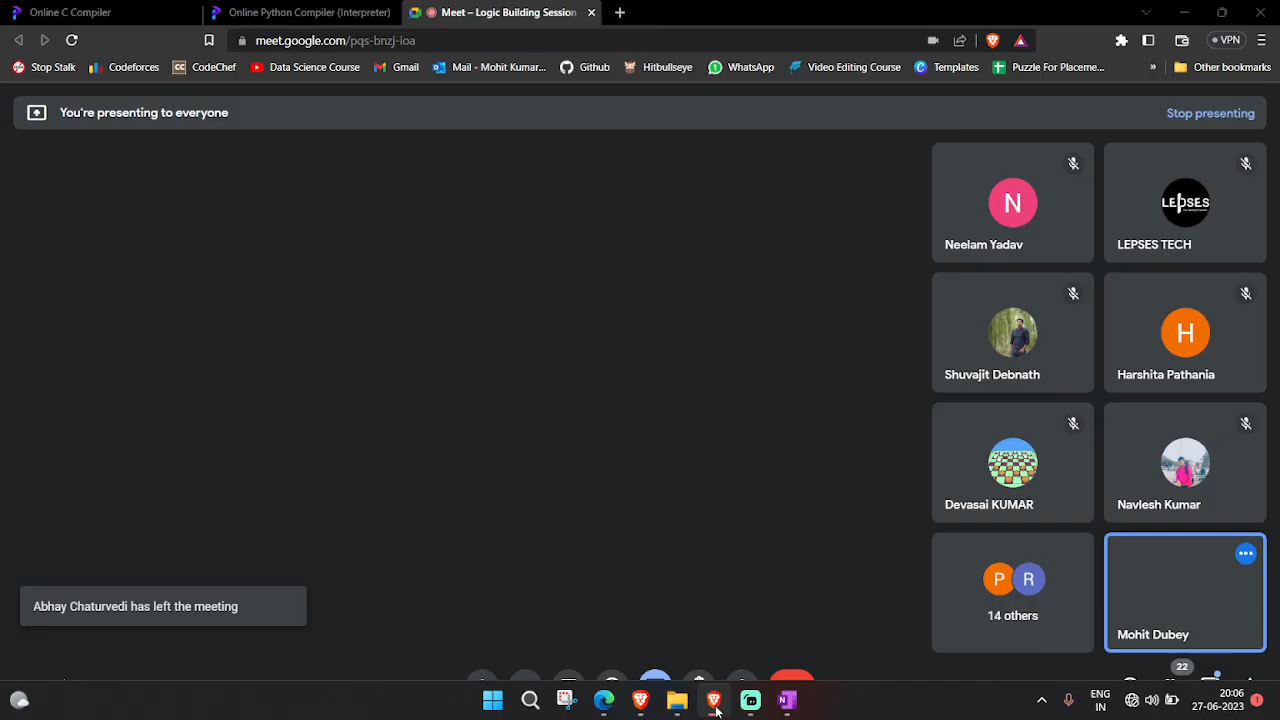 Online C Compiler
Online Python Compiler (Interpreter)
Meet – Logic Building Session
meet.google.com/pqs-bnzj-ioa
VPN
Stop Stalk
Codeforces
CC CodeChef
Data Science Course
Gmail
Mail - Mohit Kumar...
Github
Hitbullseye
WhatsApp
Video Editing Course
Templates
Puzzle For Placeme...
»
Other bookmarks
You're presenting to everyone
Stop presenting
N
Neelam Yadav
LEPSES
LEPSES TECH
Shuvajit Debnath
H
Harshita Pathania
Devasai KUMAR
Navlesh Kumar
P R
14 others
Mohit Dubey
Abhay Chaturvedi has left the meeting
22
N
ENG
IN
20:06
27-06-2023
1